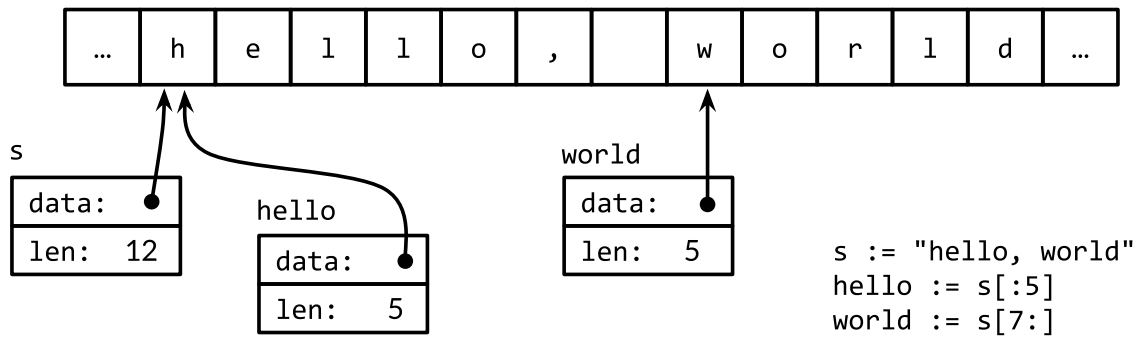 … h e l l o , w o r l d …
s
data:
len: 12
hello
data:
len: 5
world
data:
len: 5
s := "hello, world"
hello := s[:5]
world := s[7:]